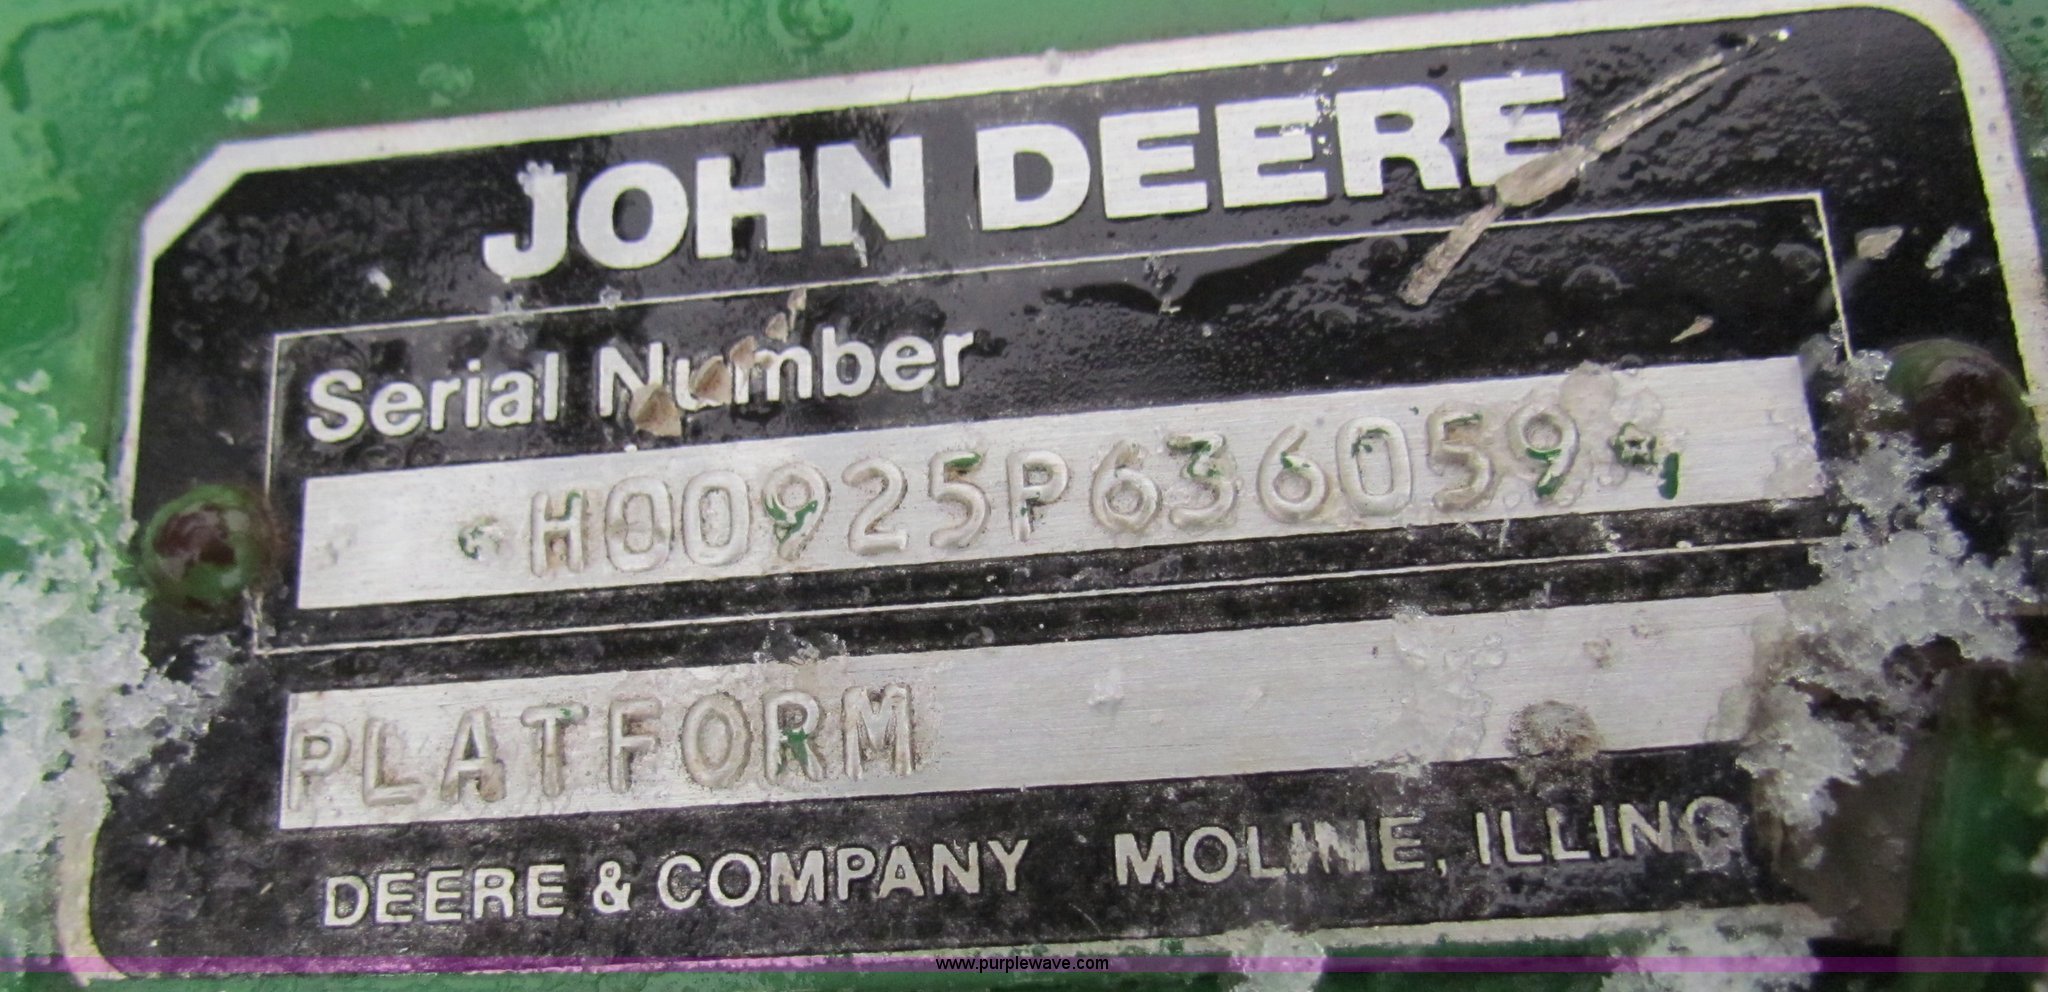 JOHN DEERE
Serial Number
*H00925P636059*
PLATFORM
DEERE & COMPANY MOLINE, ILLINO
www.purplewave.com